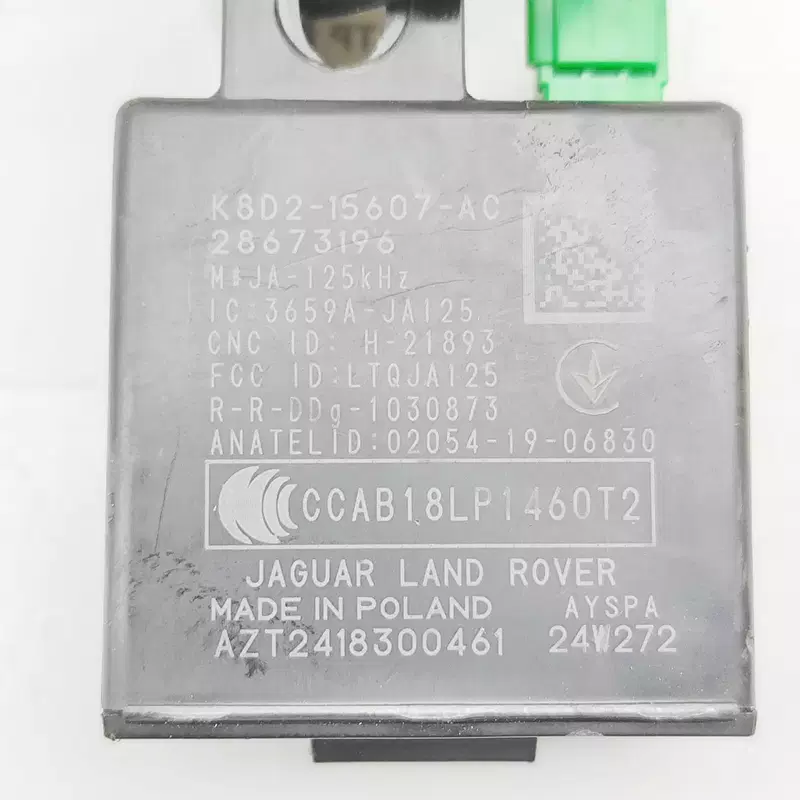 K8D2-15607-AC
28673196
M#JA-125kHz
IC:3659A-JA125
CNC ID: H-21893
FCC ID:LTQJA125
R-R-DDg-1030873
ANATELID:02054-19-06830
CCAB18LP1460T2
JAGUAR LAND ROVER
MADE IN POLAND AYSPA
AZT2418300461 24W272